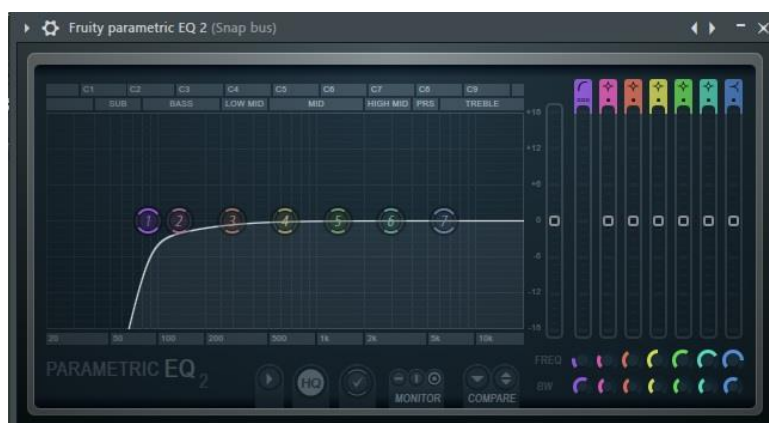 Fruity parametric EQ 2 (Snap bus)
C1 C2 C3 C4 C5 C6 C7 C8 C9
SUB BASS LOW MID MID HIGH MID PRS TREBLE
+18
+12
+6
0
-6
-12
-18
1 2 3 4 5 6 7
20 50 100 200 500 1k 2k 5k 10k
PARAMETRIC EQ 2
HQ
MONITOR
COMPARE
FREQ
BW